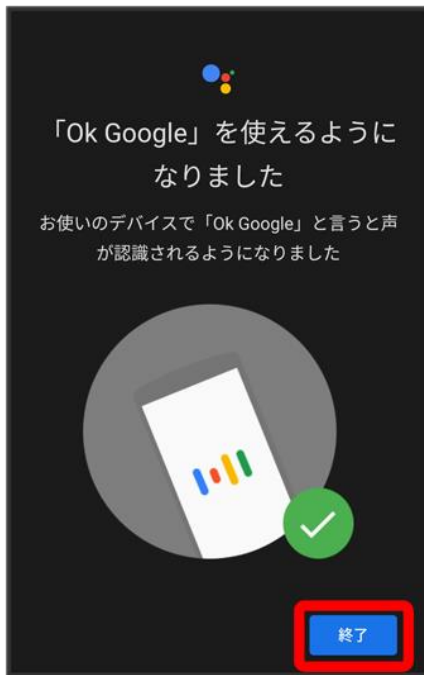 「Ok Google」を使えるように
なりました
お使いのデバイスで「Ok Google」と言うと声
が認識されるようになりました
終了